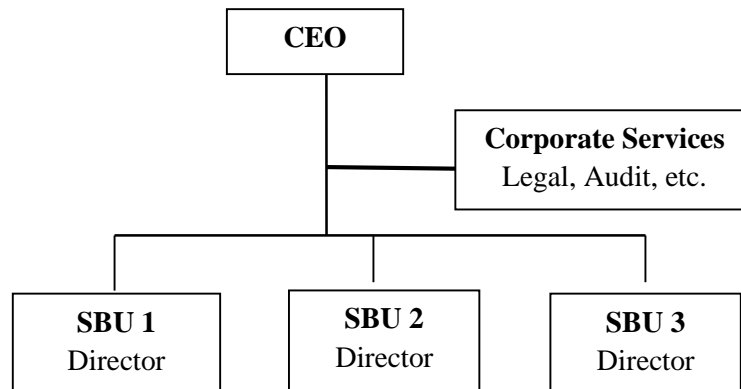 CEO
Corporate Services
Legal, Audit, etc.
SBU 1
Director
SBU 2
Director
SBU 3
Director